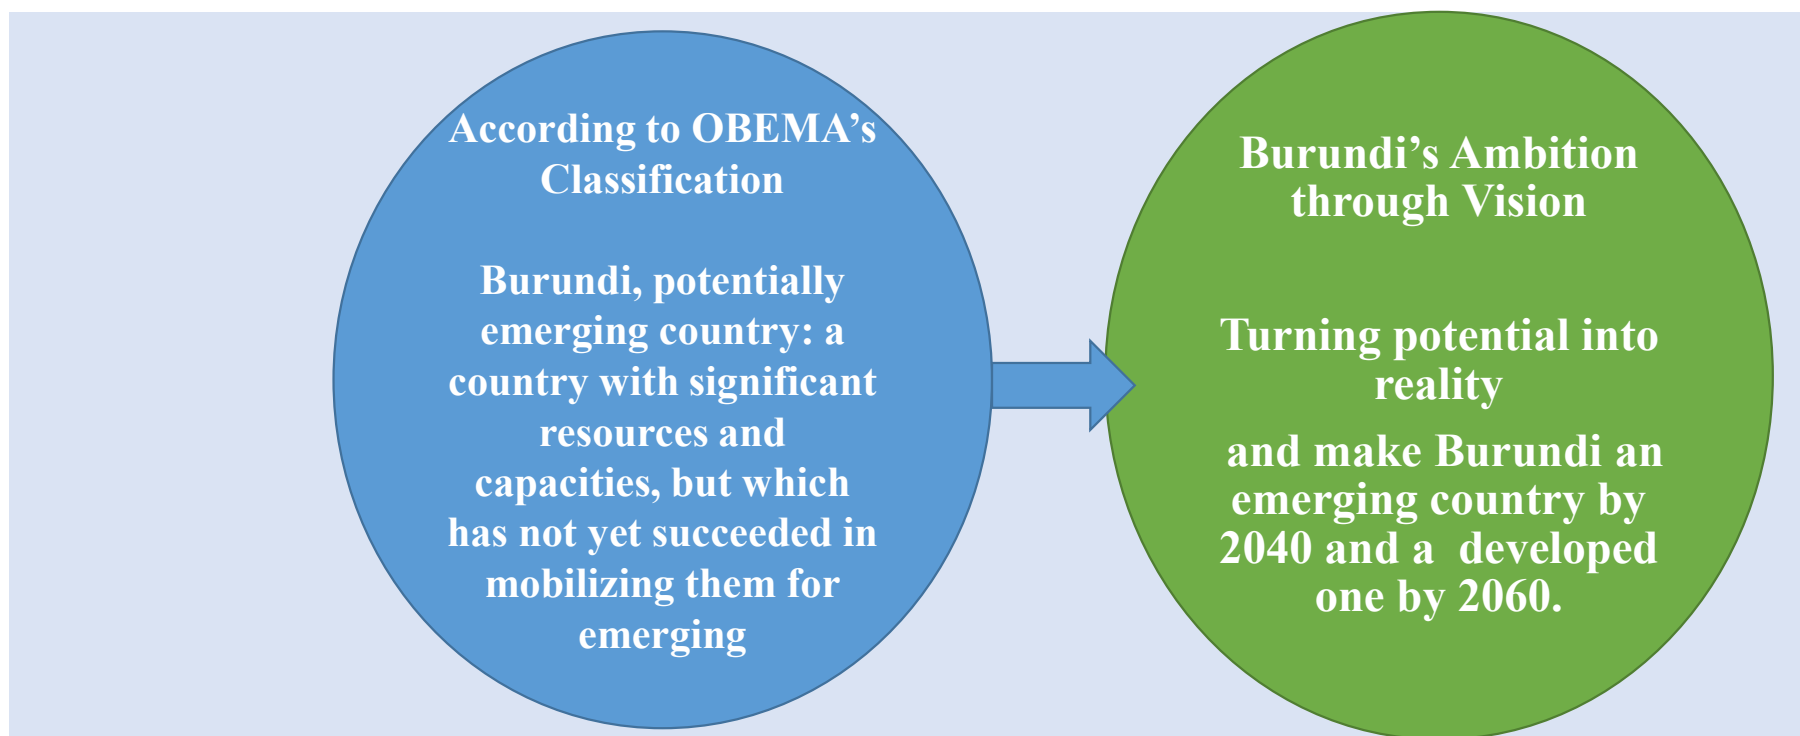 According to OBEMA’s
Classification
Burundi, potentially
emerging country: a
country with significant
resources and
capacities, but which
has not yet succeeded in
mobilizing them for
emerging
Burundi’s Ambition
through Vision
Turning potential into
reality
and make Burundi an
emerging country by
2040 and a developed
one by 2060.